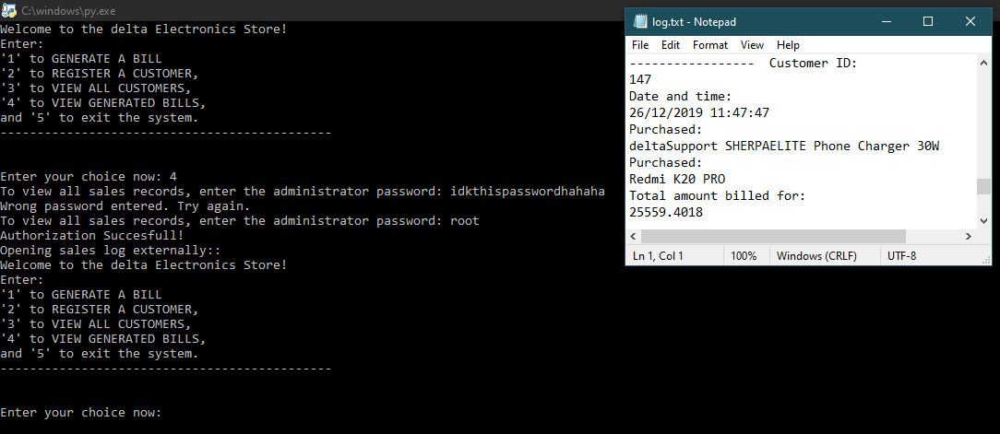 C:\windows\py.exe
Welcome to the delta Electronics Store!
Enter:
'1' to GENERATE A BILL
'2' to REGISTER A CUSTOMER,
'3' to VIEW ALL CUSTOMERS,
'4' to VIEW GENERATED BILLS,
and '5' to exit the system.
---------------------------------------------
Enter your choice now: 4
To view all sales records, enter the administrator password: idkthispasswordhahaha
Wrong password entered. Try again.
To view all sales records, enter the administrator password: root
Authorization Succesfull!
Opening sales log externally::
Welcome to the delta Electronics Store!
Enter:
'1' to GENERATE A BILL
'2' to REGISTER A CUSTOMER,
'3' to VIEW ALL CUSTOMERS,
'4' to VIEW GENERATED BILLS,
and '5' to exit the system.
---------------------------------------------
Enter your choice now:
log.txt - Notepad
File Edit Format View Help
-----------------  Customer ID:
147
Date and time:
26/12/2019 11:47:47
Purchased:
deltaSupport SHERPAELITE Phone Charger 30W
Purchased:
Redmi K20 PRO
Total amount billed for:
25559.4018
Ln 1, Col 1 100% Windows (CRLF) UTF-8